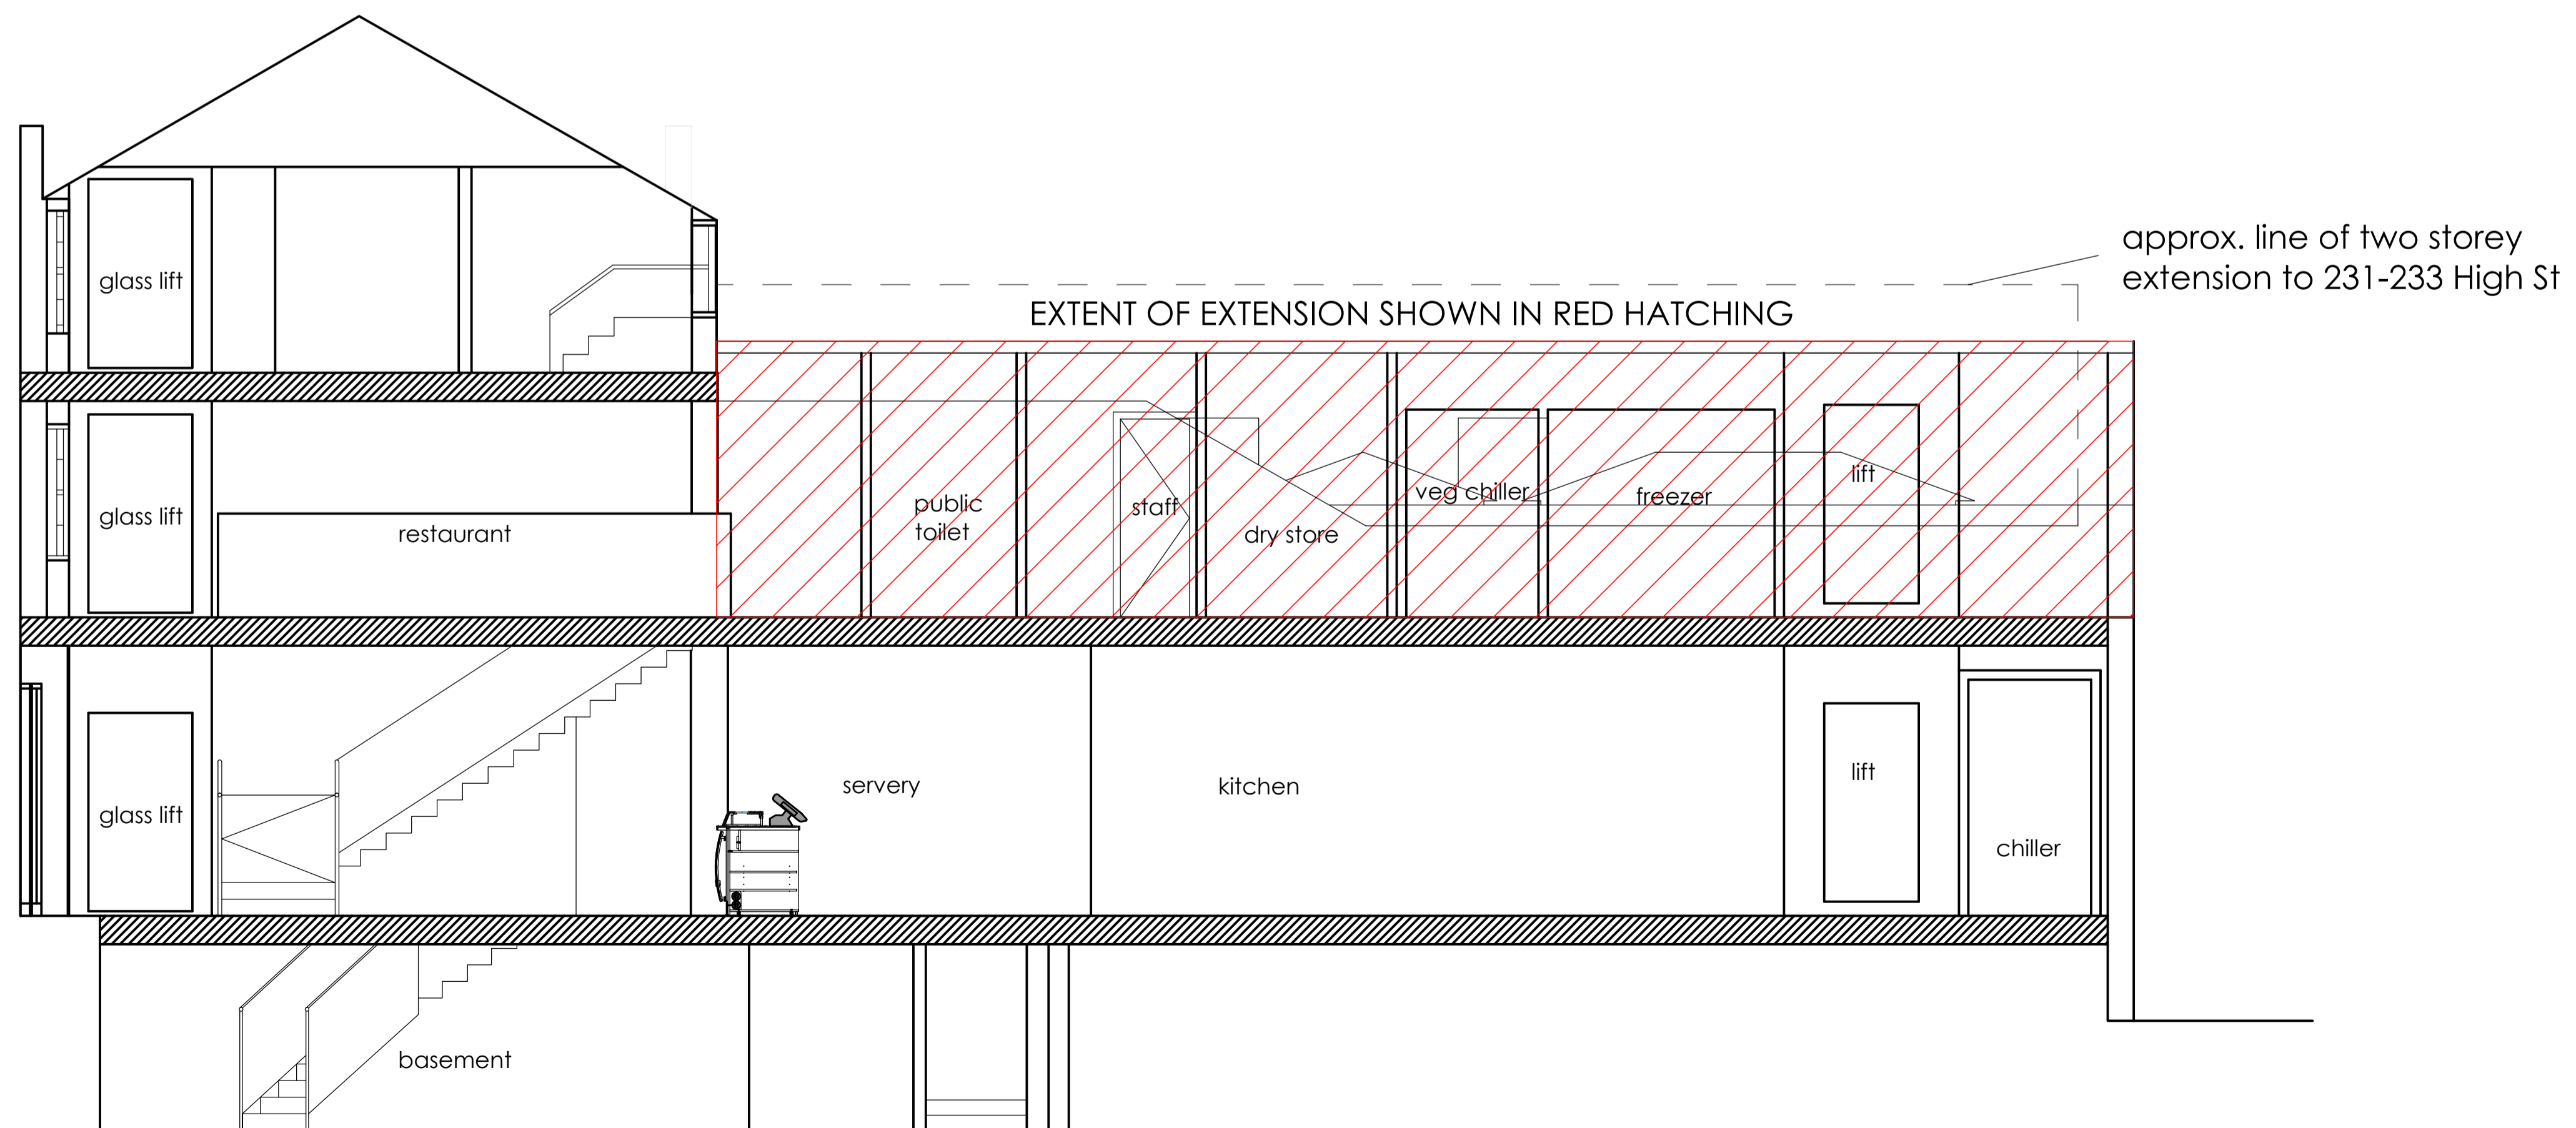 approx. line of two storey
extension to 231-233 High St
EXTENT OF EXTENSION SHOWN IN RED HATCHING
glass lift
glass lift
restaurant
public
toilet
staff
dry store
veg chiller
freezer
lift
glass lift
servery
kitchen
lift
chiller
basement